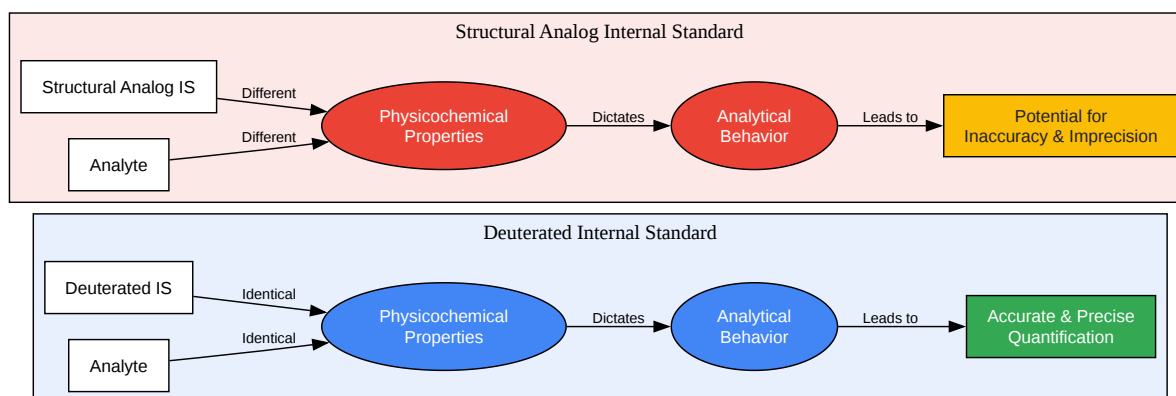 Structural Analog Internal Standard
Structural Analog IS
Different
Analyte
Different
Physicochemical
Properties
Dictates
Analytical
Behavior
Leads to
Potential for
Inaccuracy & Imprecision
Deuterated Internal Standard
Deuterated IS
Identical
Analyte
Identical
Physicochemical
Properties
Dictates
Analytical
Behavior
Leads to
Accurate & Precise
Quantification